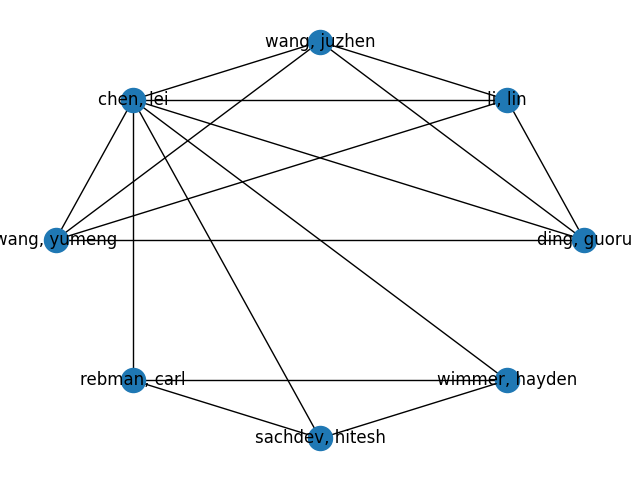 wang, juzhen
chen, lei
li, lin
wang, yumeng
ding, guoru
rebman, carl
wimmer, hayden
sachdev, hitesh